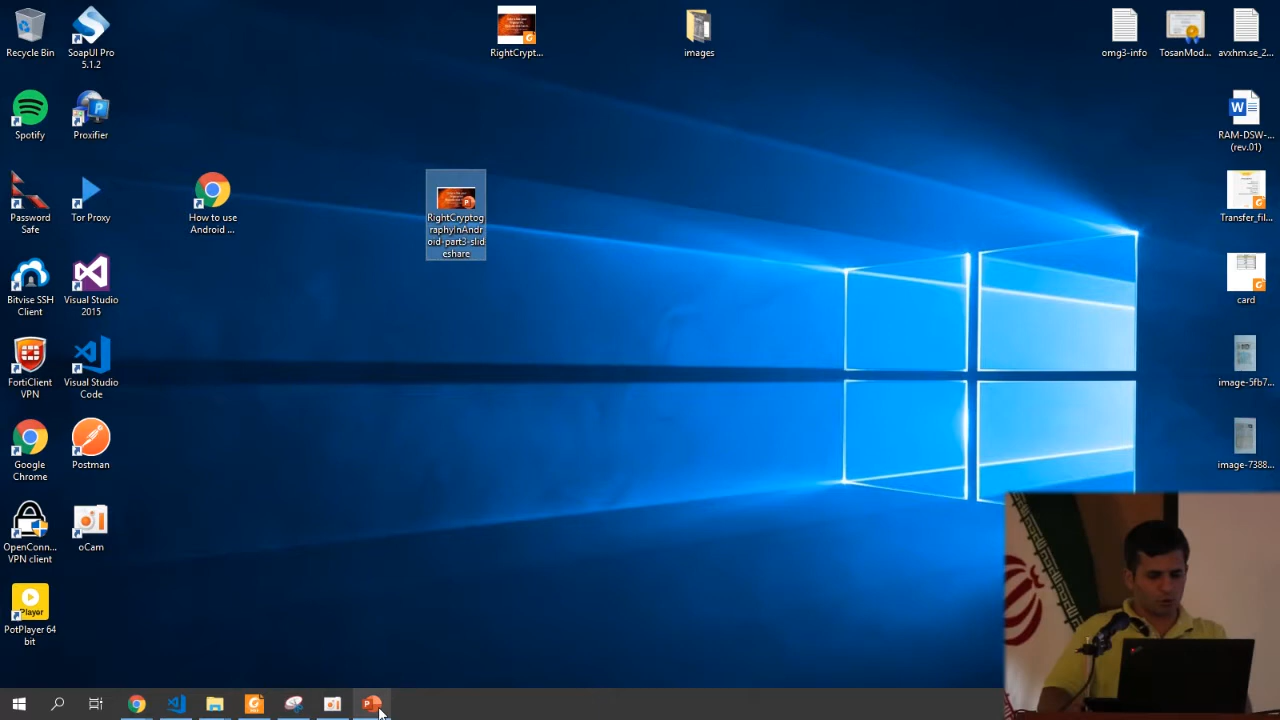 Recycle Bin
SoapUI Pro
5.1.2
RightCrypt...
images
omg3-info
TosanMod...
avxhm.se_2...
Spotify
Proxifier
RAM-DSW-...
(rev.01)
Password
Safe
Tor Proxy
How to use
Android ...
RightCryptog
raphyInAndr
oid-part3-slid
eshare
Transfer_fil...
Bitvise SSH
Client
Visual Studio
2015
card
FortiClient
VPN
Visual Studio
Code
image-5fb7...
Google
Chrome
Postman
image-7388...
OpenConn...
VPN client
oCam
Player
PotPlayer 64
bit